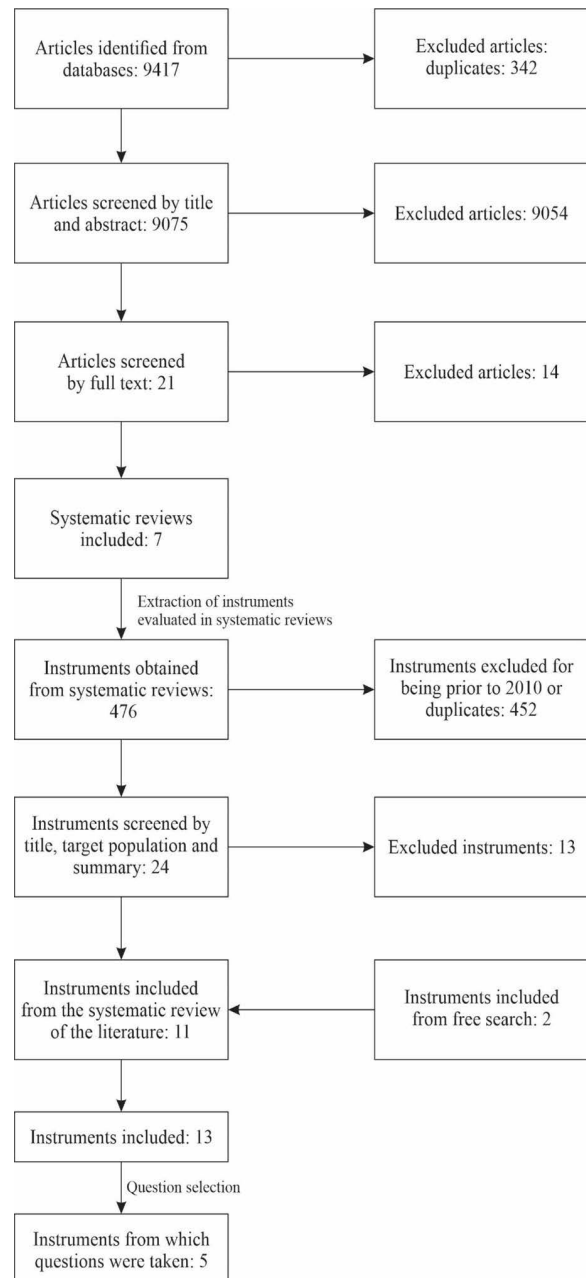 Articles identified from
databases: 9417
Excluded articles:
duplicates: 342
Articles screened by title
and abstract: 9075
Excluded articles: 9054
Articles screened
by full text: 21
Excluded articles: 14
Systematic reviews
included: 7
Extraction of instruments
evaluated in systematic reviews
Instruments obtained
from systematic reviews:
476
Instruments excluded for
being prior to 2010 or
duplicates: 452
Instruments screened by
title, target population and
summary: 24
Excluded instruments: 13
Instruments included
from the systematic review
of the literature: 11
Instruments included
from free search: 2
Instruments included: 13
Question selection
Instruments from which
questions were taken: 5